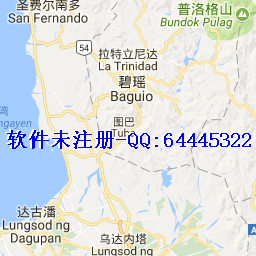 圣费尔南多
San Fernando
普洛格山
Bundok Pulag
54
拉特立尼达
La Trinidad
碧瑶
Baguio
湾
ngayen
图巴
Tuba
软件未注册-QQ:64445322
达古潘
Lungsod ng
Dagupan
乌达内塔
Lungsod ng